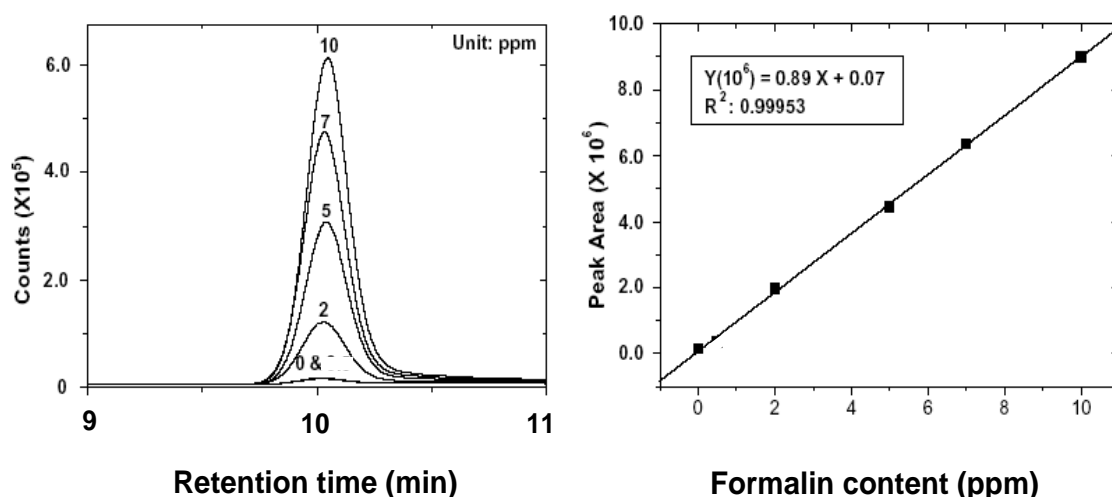 Unit: ppm
10
7
5
2
0 &
6.0
4.0
2.0
0
Counts (X10⁵)
9 10 11
Retention time (min)
Y(10⁶) = 0.89 X + 0.07
R²: 0.99953
10.0
8.0
6.0
4.0
2.0
0.0
Peak Area (X 10⁶)
0 2 4 6 8 10
Formalin content (ppm)